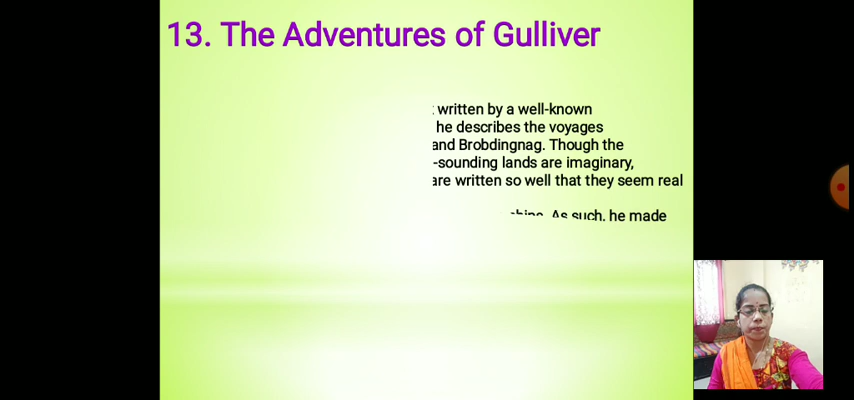 13. The Adventures of Gulliver
written by a well-known
he describes the voyages
and Brobdingnag. Though the
-sounding lands are imaginary,
are written so well that they seem real
As such, he made